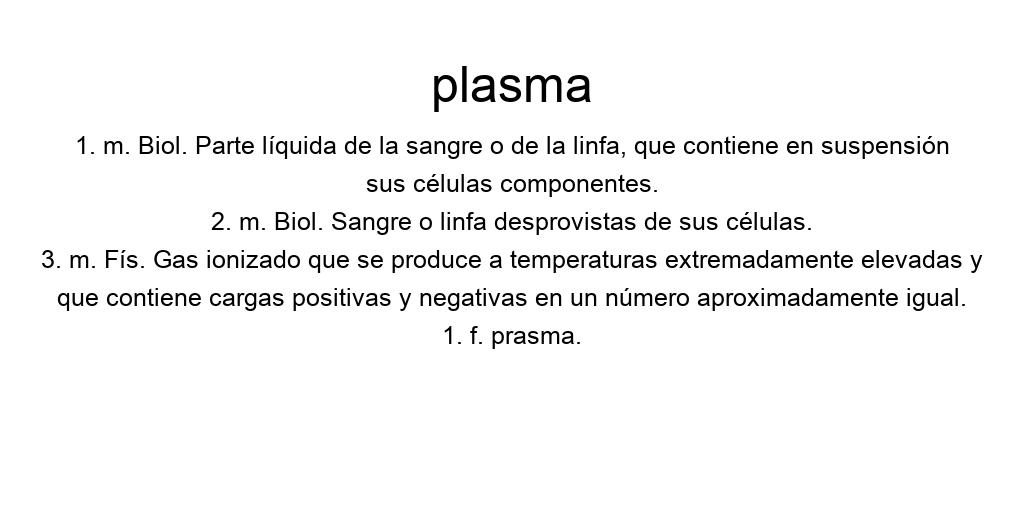 plasma
1. m. Biol. Parte líquida de la sangre o de la linfa, que contiene en suspensión
sus células componentes.
2. m. Biol. Sangre o linfa desprovistas de sus células.
3. m. Fís. Gas ionizado que se produce a temperaturas extremadamente elevadas y
que contiene cargas positivas y negativas en un número aproximadamente igual.
1. f. prasma.